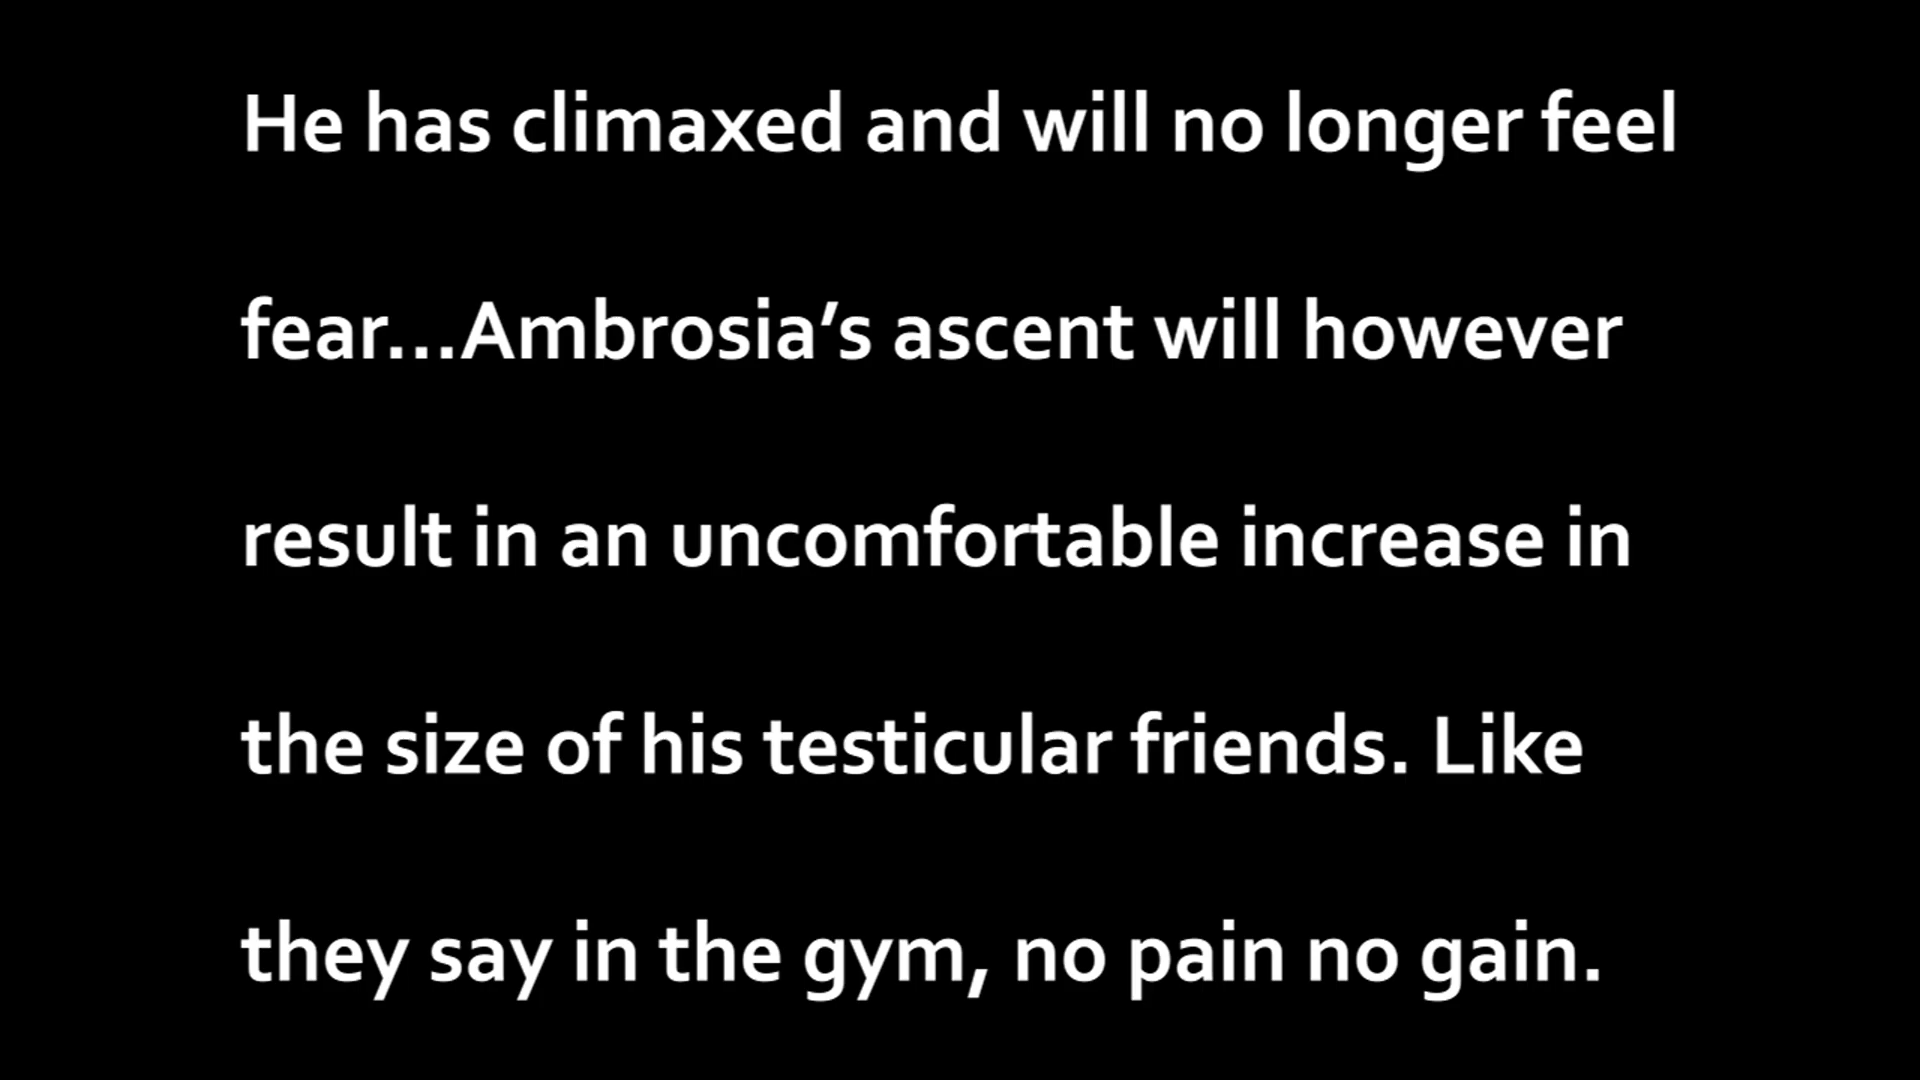 He has climaxed and will no longer feel
fear...Ambrosia’s ascent will however
result in an uncomfortable increase in
the size of his testicular friends. Like
they say in the gym, no pain no gain.